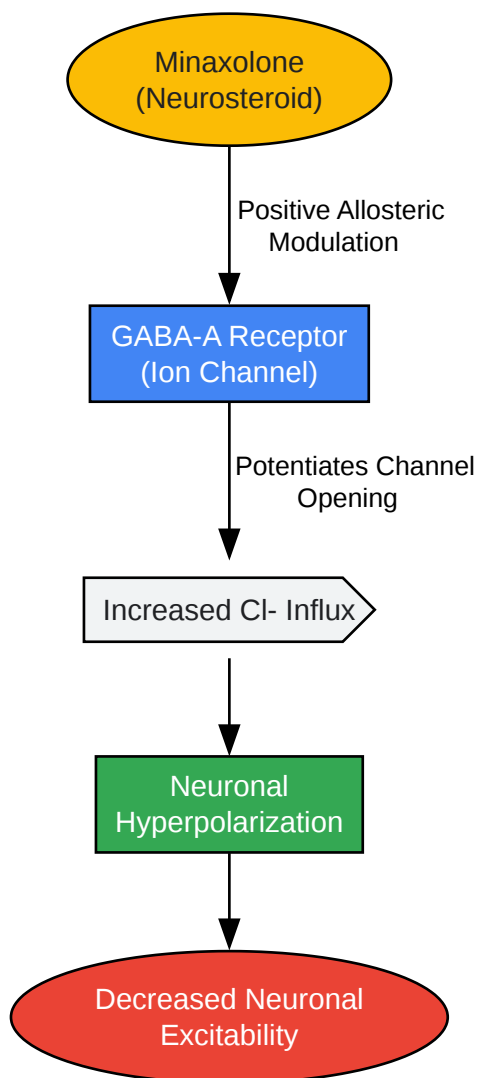 Minaxolone
(Neurosteroid)
Positive Allosteric
Modulation
GABA-A Receptor
(Ion Channel)
Potentiates Channel
Opening
Increased Cl- Influx
Neuronal
Hyperpolarization
Decreased Neuronal
Excitability